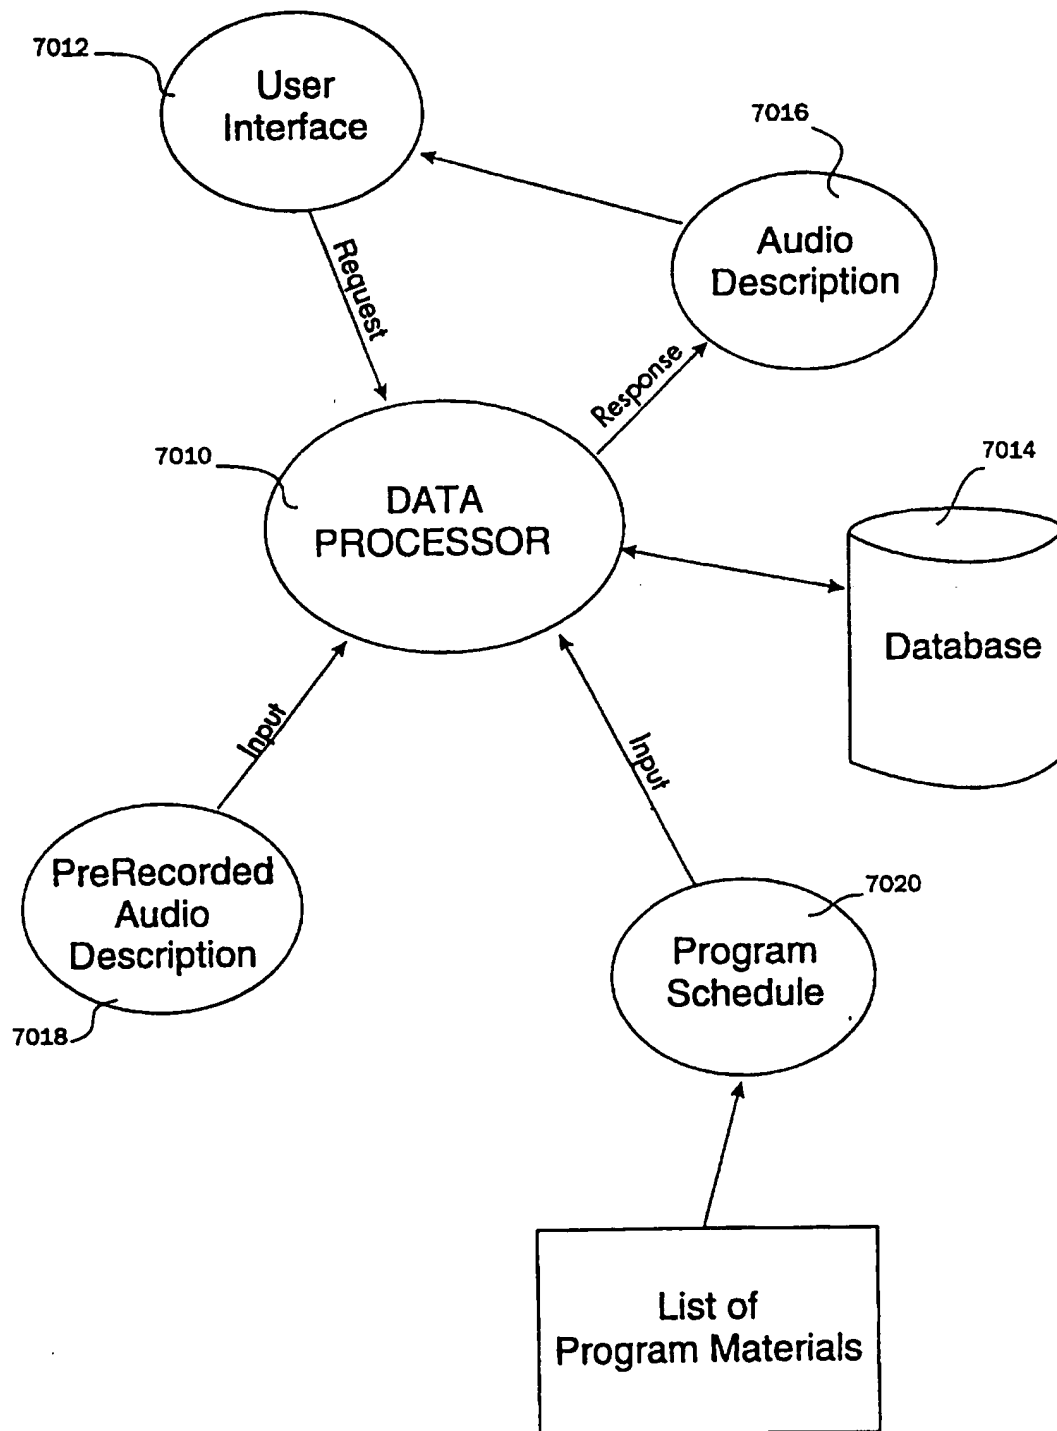 7012
User
Interface
7016
Audio
Description
Request
Response
7010
DATA
PROCESSOR
7014
Database
Input
Input
PreRecorded
Audio
Description
7018
7020
Program
Schedule
List of
Program Materials